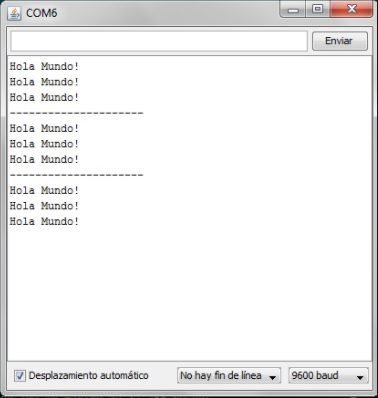 COM6
Enviar
Hola Mundo!
Hola Mundo!
Hola Mundo!
----------------------
Hola Mundo!
Hola Mundo!
Hola Mundo!
----------------------
Hola Mundo!
Hola Mundo!
Hola Mundo!
Desplazamiento automático No hay fin de línea 9600 baud